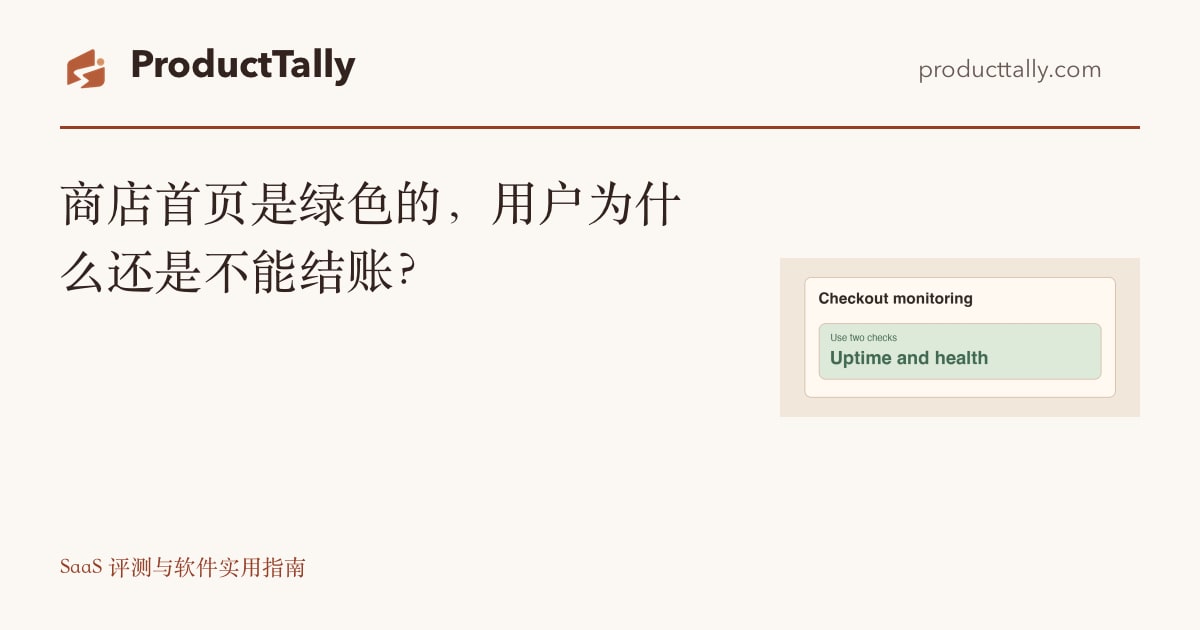 ProductTally
producttally.com
商店首页是绿色的，用户为什
么还是不能结账？
Checkout monitoring
Use two checks
Uptime and health
SaaS 评测与软件实用指南